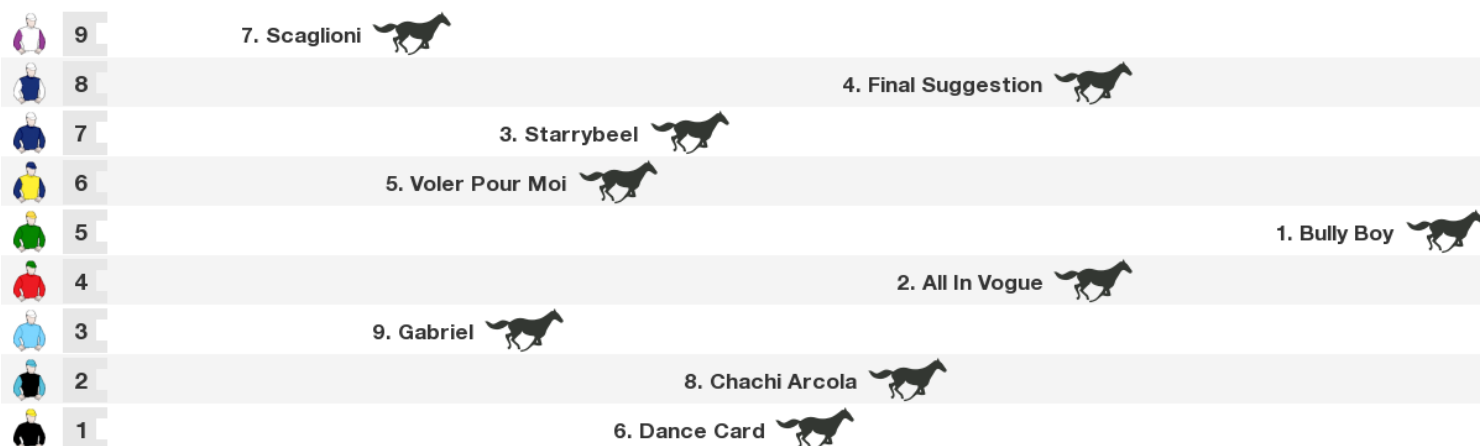 9 7. Scaglioni
8 4. Final Suggestion
7 3. Starrybeel
6 5. Voler Pour Moi
5 1. Bully Boy
4 2. All In Vogue
3 9. Gabriel
2 8. Chachi Arcola
1 6. Dance Card